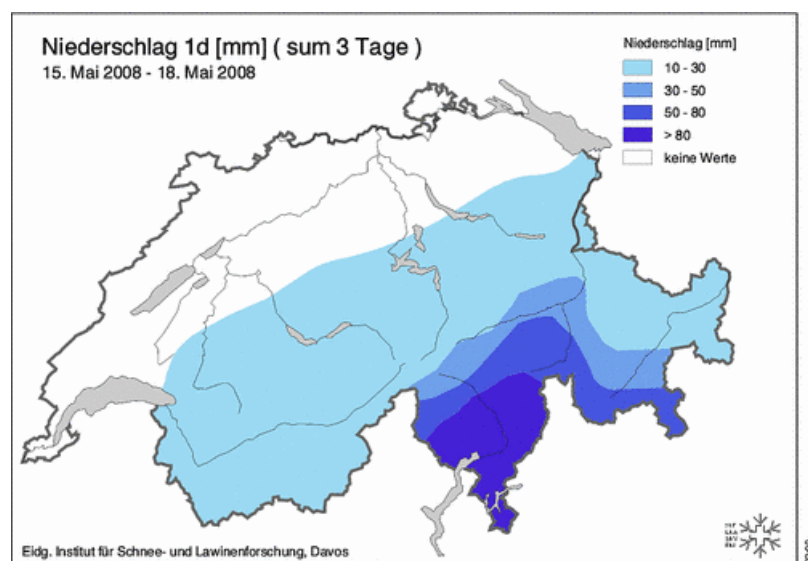 Niederschlag 1d [mm] ( sum 3 Tage )
15. Mai 2008 - 18. Mai 2008
Niederschlag [mm]
10 - 30
30 - 50
50 - 80
> 80
keine Werte
Eidg. Institut für Schnee- und Lawinenforschung, Davos